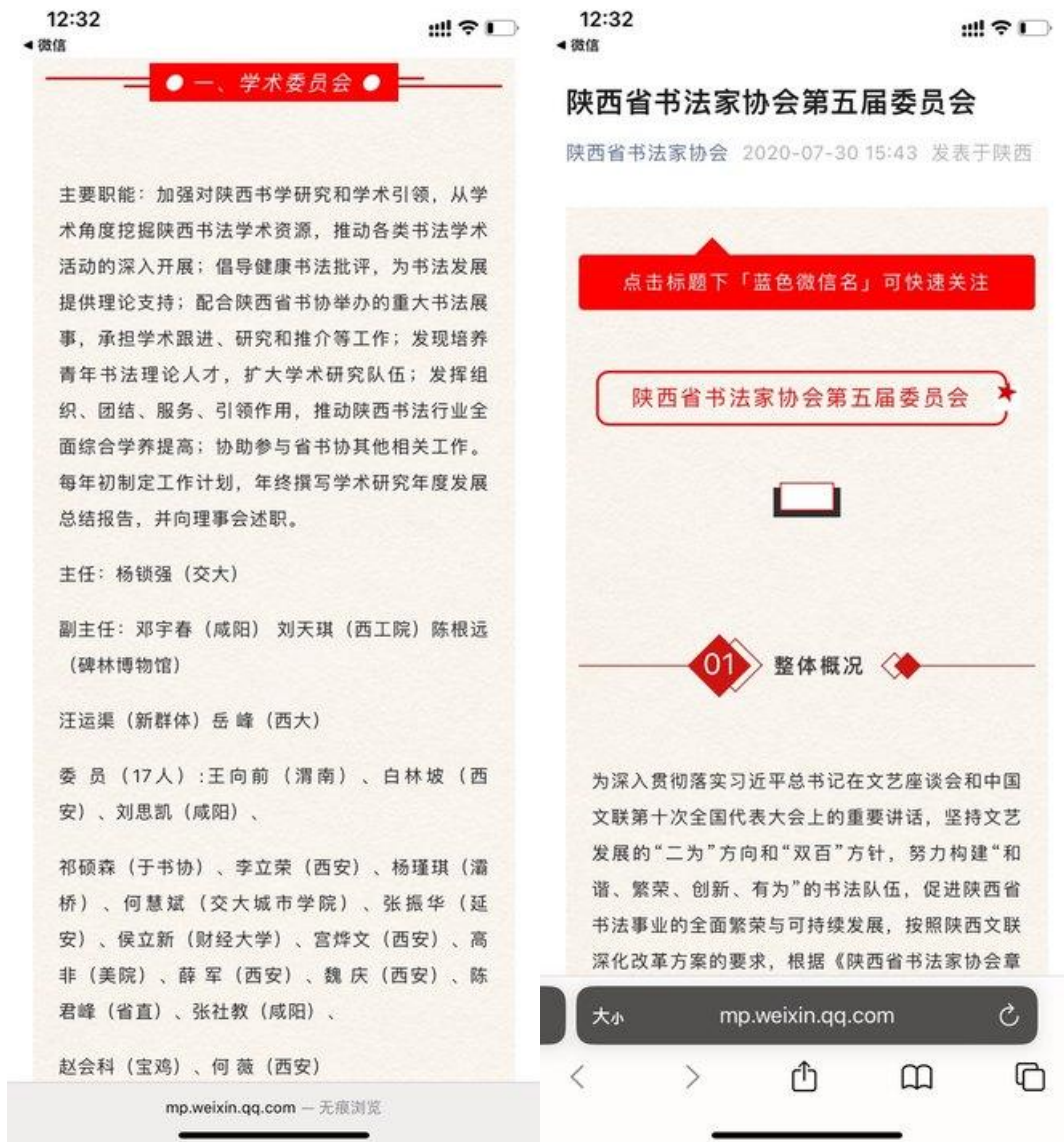 12:32
◀ 微信
一、学术委员会
主要职能：加强对陕西书学研究和学术引领，从学
术角度挖掘陕西书法学术资源，推动各类书法学术
活动的深入开展；倡导健康书法批评，为书法发展
提供理论支持；配合陕西省书协举办的重大书法展
事，承担学术跟进、研究和推介等工作；发现培养
青年书法理论人才，扩大学术研究队伍；发挥组
织、团结、服务、引领作用，推动陕西书法行业全
面综合学养提高；协助参与省书协其他相关工作。
每年初制定工作计划，年终撰写学术研究年度发展
总结报告，并向理事会述职。
主任：杨锁强（交大）
副主任：邓宇春（咸阳） 刘天琪（西工院）陈根远
（碑林博物馆）
汪运渠（新群体）岳 峰（西大）
委 员（17人）:王向前（渭南）、白林坡（西
安）、刘思凯（咸阳）、
祁硕森（于书协）、李立荣（西安）、杨瑾琪（灞
桥）、何慧斌（交大城市学院）、张振华（延
安）、侯立新（财经大学）、宫烨文（西安）、高
非（美院）、薛 军（西安）、魏 庆（西安）、陈
君峰（省直）、张社教（咸阳）、
赵会科（宝鸡）、何 薇（西安）
mp.weixin.qq.com — 无痕浏览
12:32
◀ 微信
陕西省书法家协会第五届委员会
陕西省书法家协会 2020-07-30 15:43 发表于陕西
点击标题下「蓝色微信名」可快速关注
陕西省书法家协会第五届委员会
01 整体概况
为深入贯彻落实习近平总书记在文艺座谈会和中国
文联第十次全国代表大会上的重要讲话，坚持文艺
发展的“二为”方向和“双百”方针，努力构建“和
谐、繁荣、创新、有为”的书法队伍，促进陕西省
书法事业的全面繁荣与可持续发展，按照陕西文联
深化改革方案的要求，根据《陕西省书法家协会章
大小 mp.weixin.qq.com